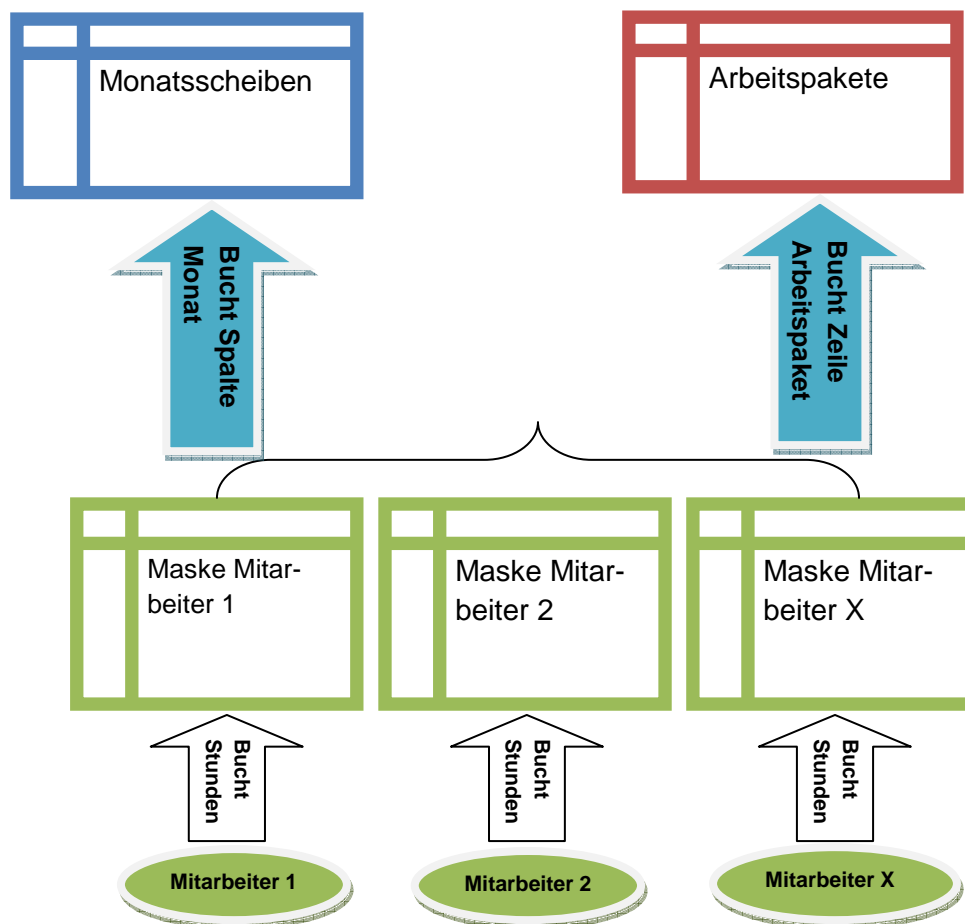 Monatsscheiben
Arbeitspakete
Bucht Spalte
Monat
Bucht Zeile
Arbeitspaket
Maske Mitar-
beiter 1
Maske Mitar-
beiter 2
Maske Mitar-
beiter X
Bucht
Stunden
Bucht
Stunden
Bucht
Stunden
Mitarbeiter 1
Mitarbeiter 2
Mitarbeiter X